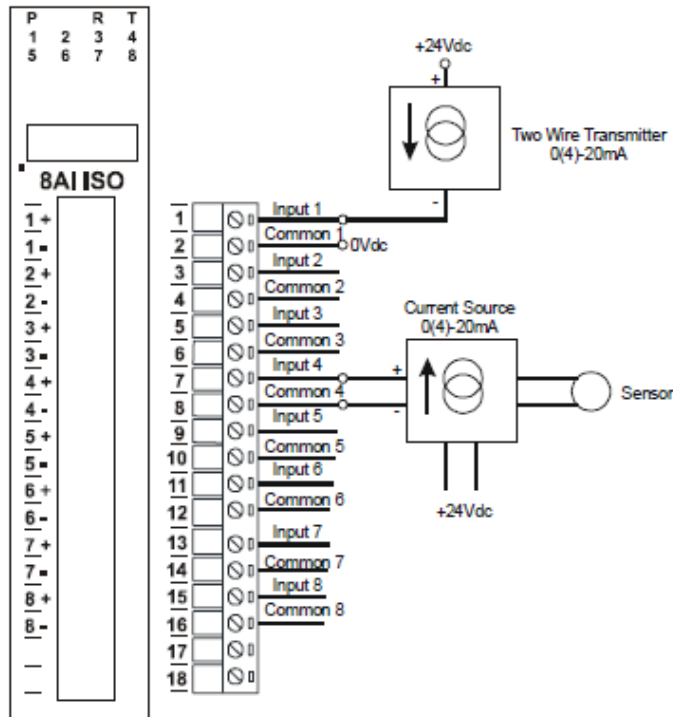 P R T
1 2 3 4
5 6 7 8
8AI ISO
1 +
1 -
2 +
2 -
3 +
3 -
4 +
4 -
5 +
5 -
6 +
6 -
7 +
7 -
8 +
8 -
1 Input 1
2 Common 1 0Vdc
3 Input 2
4 Common 2
5 Input 3
6 Common 3
7 Input 4
8 Common 4
9 Input 5
10 Common 5
11 Input 6
12 Common 6
13 Input 7
14 Common 7
15 Input 8
16 Common 8
17
18
+24Vdc
+
-
Two Wire Transmitter
0(4)-20mA
Current Source
0(4)-20mA
+
-
Sensor
+24Vdc